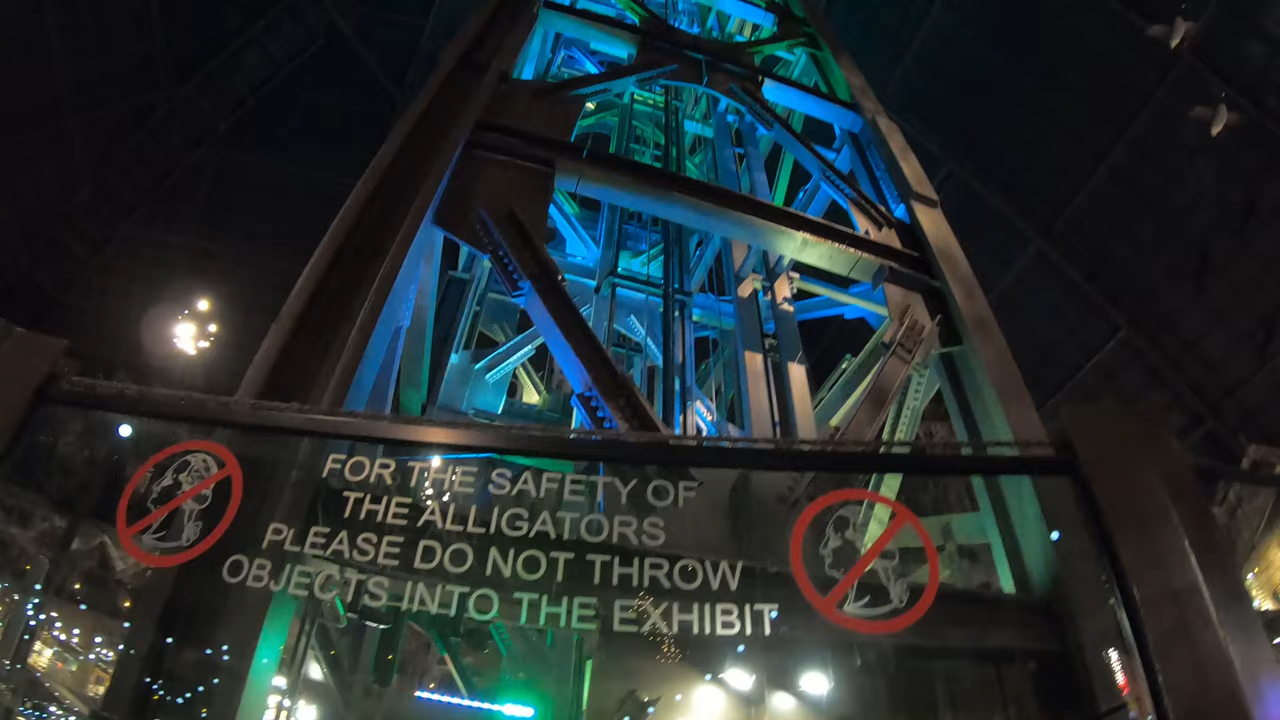 FOR THE SAFETY OF
THE ALLIGATORS
PLEASE DO NOT THROW
OBJECTS INTO THE EXHIBIT